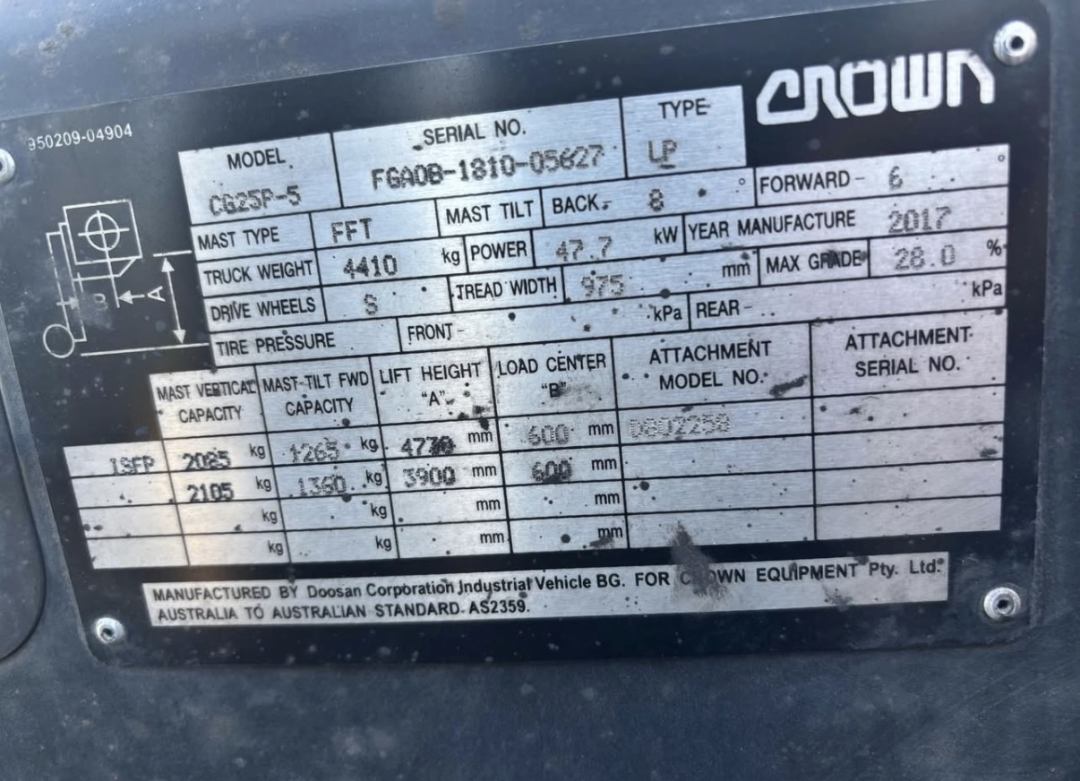 950209-04904
CROWN
MODEL SERIAL NO. TYPE
CG25P-5 FGA0B-1810-05627 LP
MAST TYPE FFT MAST TILT BACK 8 ° FORWARD 6 °
TRUCK WEIGHT 4410 kg POWER 47.7 kW YEAR MANUFACTURE 2017
DRIVE WHEELS S TREAD WIDTH 975 mm MAX GRADE 28.0 %
TIRE PRESSURE FRONT kPa REAR kPa
MAST VERTICAL CAPACITY MAST-TILT FWD CAPACITY LIFT HEIGHT "A" LOAD CENTER "B" ATTACHMENT MODEL NO. ATTACHMENT SERIAL NO.
1SFP 2085 kg 1265 kg mm 600 mm
2105 kg 1360 kg 3900 mm 600 mm
kg kg mm mm
kg kg mm mm
B
A
MANUFACTURED BY Doosan Corporation Industrial Vehicle BG. FOR CROWN EQUIPMENT Pty. Ltd.
AUSTRALIA TO AUSTRALIAN STANDARD AS2359.